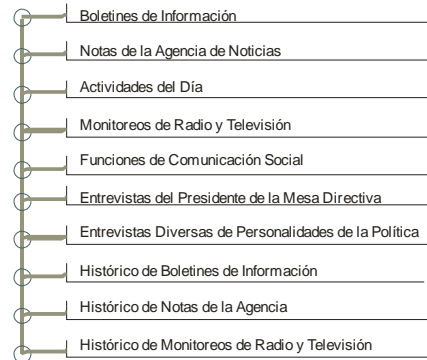 Boletines de Información
Notas de la Agencia de Noticias
Actividades del Día
Monitoreos de Radio y Televisión
Funciones de Comunicación Social
Entrevistas del Presidente de la Mesa Directiva
Entrevistas Diversas de Personalidades de la Política
Histórico de Boletines de Información
Histórico de Notas de la Agencia
Histórico de Monitoreos de Radio y Televisión